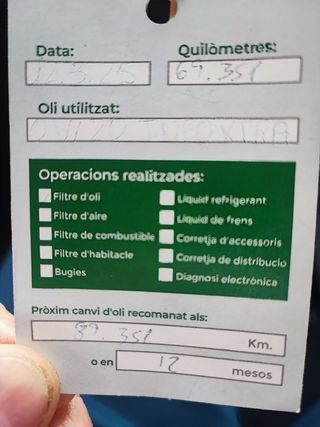 Data: Quilòmetres:
12.3.25 69.351
Oli utilitzat:
Operacions realitzades:
Filtre d'oli Líquid refrigerant
Filtre d'aire Líquid de frens
Filtre de combustible Corretja d'accessoris
Filtre d'habitacle Corretja de distribució
Bugies Diagnosi electrònica
Pròxim canvi d'oli recomanat als:
89.351 Km.
o en 12 mesos